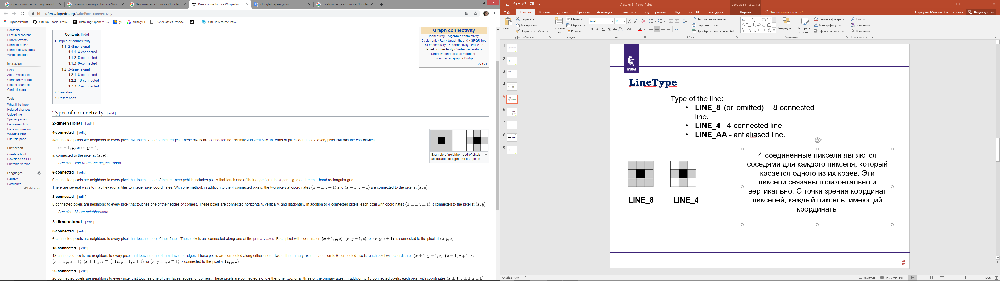 opencv mouse painting c++ - По
opencv drawing - Поиск в Goog
8-connected - Поиск в Google
Pixel connectivity - Wikipedia
Google Переводчик
rotation resize - Поиск в Google
https://en.wikipedia.org/wiki/Pixel_connectivity
Приложения
GitHub - carla-simu...
Installing OpenCV 3...
ук
сщтму11
10.4.9 Отчет Разра...
1
Git: How to recursiv...
Contents
Featured content
Current events
Random article
Donate to Wikipedia
Wikipedia store
Interaction
Help
About Wikipedia
Community portal
Recent changes
Contact page
Tools
What links here
Related changes
Upload file
Special pages
Permanent link
Page information
Wikidata item
Cite this page
Print/export
Create a book
Download as PDF
Printable version
Languages
Deutsch
Português
Edit links
Contents [hide]
1 Types of connectivity
1.1 2-dimensional
1.1.1 4-connected
1.1.2 6-connected
1.1.3 8-connected
1.2 3-dimensional
1.2.1 6-connected
1.2.2 18-connected
1.2.3 26-connected
2 See also
3 References
Graph connectivity
Connectivity · Algebraic connectivity ·
Cycle rank · Rank (graph theory) · SPQR tree
· St-connectivity · K-connectivity certificate ·
Pixel connectivity · Vertex separator ·
Strongly connected component ·
Biconnected graph · Bridge
V · T · E
Types of connectivity [ edit ]
2-dimensional [ edit ]
4-connected [ edit ]
4-connected pixels are neighbors to every pixel that touches one of their edges. These pixels are connected horizontally and vertically. In terms of pixel coordinates, every pixel that has the coordinates
(x ± 1, y) or (x, y ± 1)
is connected to the pixel at (x, y).
See also: Von Neumann neighborhood
Example of neighborhood of pixels -
association of eight and four pixels
6-connected [ edit ]
6-connected pixels are neighbors to every pixel that touches one of their corners (which includes pixels that touch one of their edges) in a hexagonal grid or stretcher bond rectangular grid.
There are several ways to map hexagonal tiles to integer pixel coordinates. With one method, in addition to the 4-connected pixels, the two pixels at coordinates (x + 1, y + 1) and (x − 1, y − 1) are connected to the pixel at (x, y).
8-connected [ edit ]
8-connected pixels are neighbors to every pixel that touches one of their edges or corners. These pixels are connected horizontally, vertically, and diagonally. In addition to 4-connected pixels, each pixel with coordinates (x ± 1, y ± 1) is connected to the pixel at (x, y).
See also: Moore neighborhood
3-dimensional [ edit ]
6-connected [ edit ]
6-connected pixels are neighbors to every pixel that touches one of their faces. These pixels are connected along one of the primary axes. Each pixel with coordinates (x ± 1, y, z), (x, y ± 1, z), or (x, y, z ± 1) is connected to the pixel at (x, y, z).
18-connected [ edit ]
18-connected pixels are neighbors to every pixel that touches one of their faces or edges. These pixels are connected along either one or two of the primary axes. In addition to 6-connected pixels, each pixel with coordinates (x ± 1, y ± 1, z), (x ± 1, y ∓ 1, z),
(x ± 1, y, z ± 1), (x ± 1, y, z ∓ 1), (x, y ± 1, z ± 1), or (x, y ± 1, z ∓ 1) is connected to the pixel at (x, y, z).
26-connected [ edit ]
26-connected pixels are neighbors to every pixel that touches one of their faces, edges, or corners. These pixels are connected along either one, two, or all three of the primary axes. In addition to 18-connected pixels, each pixel with coordinates (x ± 1, y ± 1, z ± 1),
Лекция 3 - PowerPoint
Средства рисования
Файл Главная Вставка Дизайн Переходы Анимация Слайд-шоу Рецензирование Вид novaPDF Раскадровка Формат Что вы хотите сделать?
Коржуков Максим Валентинович Общий доступ
Вставить
Вырезать
Копировать
Формат по образцу
Буфер обмена
Создать слайд
Макет
Сбросить
Раздел
Слайды
Arial 18
Шрифт
Направление текста
Выровнять текст
Преобразовать в SmartArt
Абзац
Упорядочить
Экспресс-стили
Заливка фигуры
Контур фигуры
Эффекты фигуры
Рисование
Найти
Заменить
Выделить
Редактирование
1
2
3
4
5
6
7
8
9
KAMAZ
LineType
Type of the line:
• LINE_8 (or omitted) - 8-connected
line.
• LINE_4 - 4-connected line.
• LINE_AA - antialiased line.
LINE_8 LINE_4
4-соединенные пиксели являются
соседями для каждого пикселя, который
касается одного из их краев. Эти
пиксели связаны горизонтально и
вертикально. С точки зрения координат
пикселей, каждый пиксель, имеющий
координаты
#
Слайд 5 из 9
Заметки
Примечания
120%